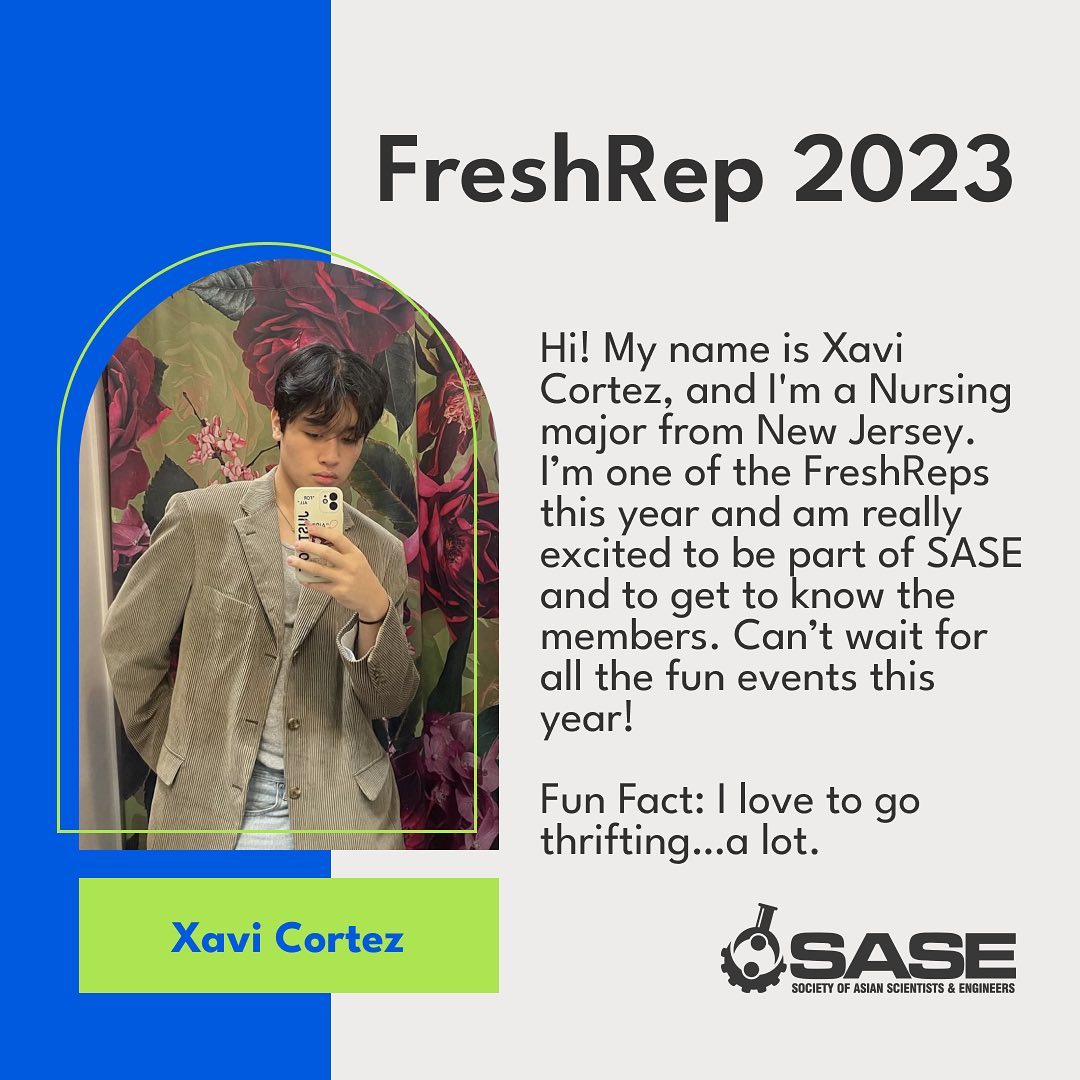 FreshRep 2023
Hi! My name is Xavi
Cortez, and I'm a Nursing
major from New Jersey.
I’m one of the FreshReps
this year and am really
excited to be part of SASE
and to get to know the
members. Can’t wait for
all the fun events this
year!
Fun Fact: I love to go
thrifting...a lot.
Xavi Cortez
SASE
SOCIETY OF ASIAN SCIENTISTS & ENGINEERS